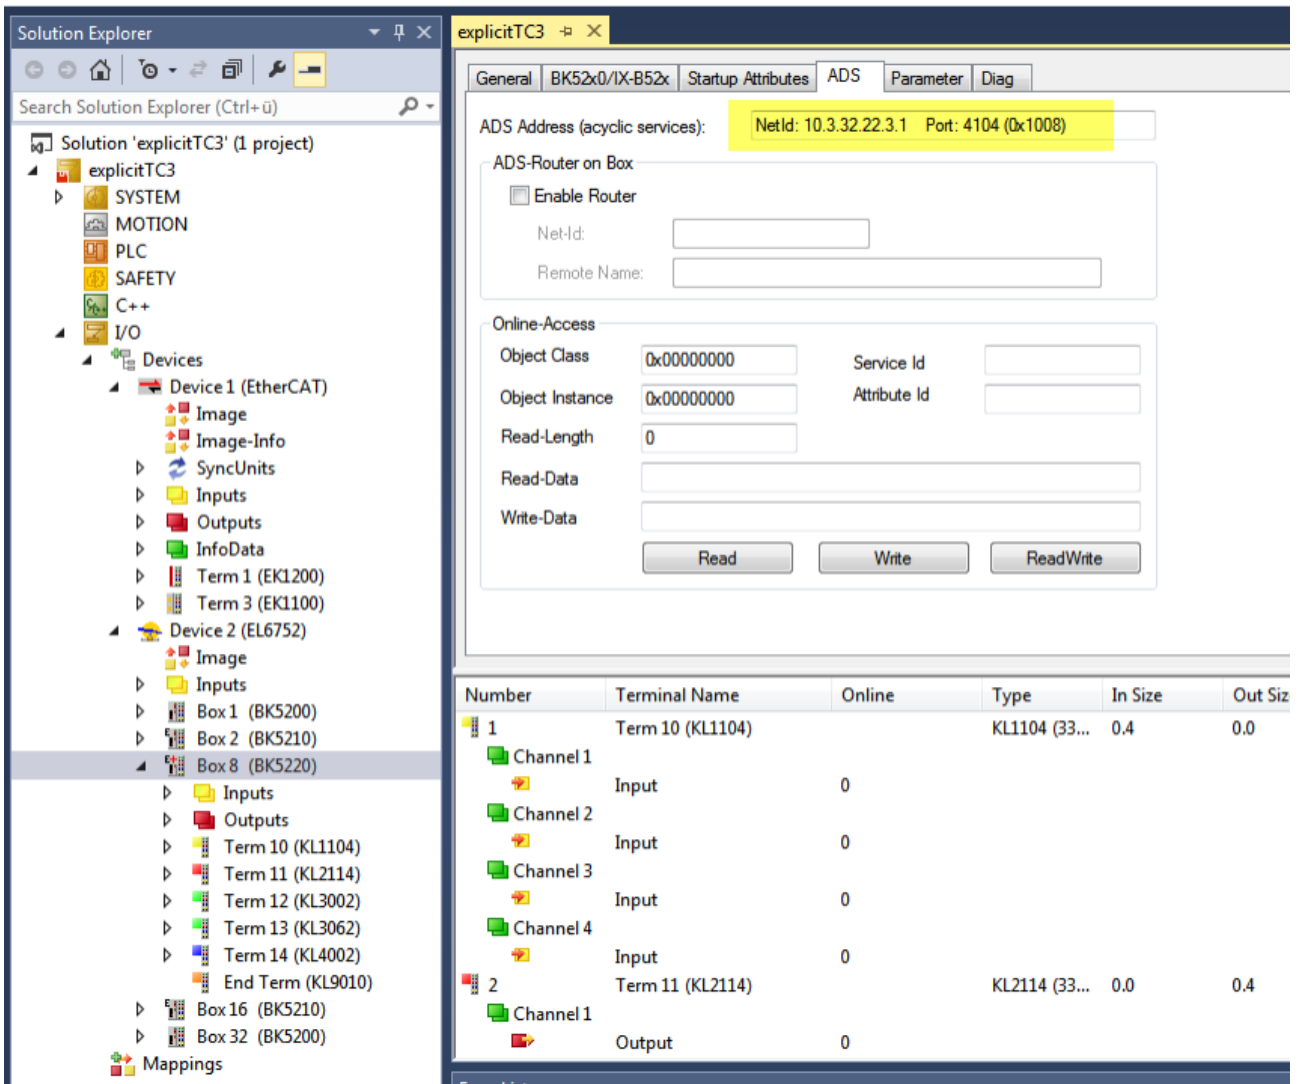 Solution Explorer
Search Solution Explorer (Ctrl+ü)
Solution 'explicitTC3' (1 project)
explicitTC3
SYSTEM
MOTION
PLC
SAFETY
C++
I/O
Devices
Device 1 (EtherCAT)
Image
Image-Info
SyncUnits
Inputs
Outputs
InfoData
Term 1 (EK1200)
Term 3 (EK1100)
Device 2 (EL6752)
Image
Inputs
Box 1 (BK5200)
Box 2 (BK5210)
Box 8 (BK5220)
Inputs
Outputs
Term 10 (KL1104)
Term 11 (KL2114)
Term 12 (KL3002)
Term 13 (KL3062)
Term 14 (KL4002)
End Term (KL9010)
Box 16 (BK5210)
Box 32 (BK5200)
Mappings
explicitTC3
General BK52x0/IX-B52x Startup Attributes ADS Parameter Diag
ADS Address (acyclic services): NetId: 10.3.32.22.3.1 Port: 4104 (0x1008)
ADS-Router on Box
Enable Router
Net-Id:
Remote Name:
Online-Access
Object Class 0x00000000 Service Id
Object Instance 0x00000000 Attribute Id
Read-Length 0
Read-Data
Write-Data
Read Write ReadWrite
Number Terminal Name Online Type In Size Out Siz
1 Term 10 (KL1104) KL1104 (33... 0.4 0.0
Channel 1
Input 0
Channel 2
Input 0
Channel 3
Input 0
Channel 4
Input 0
2 Term 11 (KL2114) KL2114 (33... 0.0 0.4
Channel 1
Output 0